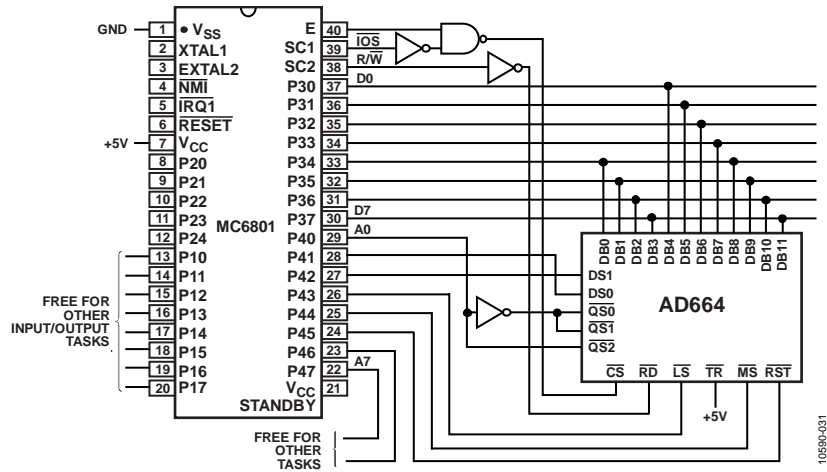 GND
+5V
FREE FOR
OTHER
INPUT/OUTPUT
TASKS
1 VSS
2 XTAL1
3 EXTAL2
4 NMI
5 IRQ1
6 RESET
7 VCC
8 P20
9 P21
10 P22
11 P23
12 P24
13 P10
14 P11
15 P12
16 P13
17 P14
18 P15
19 P16
20 P17
MC6801
E 40
SC1 39
SC2 38
P30 37
P31 36
P32 35
P33 34
P34 33
P35 32
P36 31
P37 30
P40 29
P41 28
P42 27
P43 26
P44 25
P45 24
P46 23
P47 22
VCC 21
STANDBY
IOS
R/W
D0
D7
A0
A7
FREE FOR
OTHER
TASKS
DB0 DB1 DB2 DB3 DB4 DB5 DB6 DB7 DB8 DB9 DB10 DB11
DS1
DS0
QS0
QS1
QS2
AD664
CS RD LS TR MS RST
+5V
10590-031